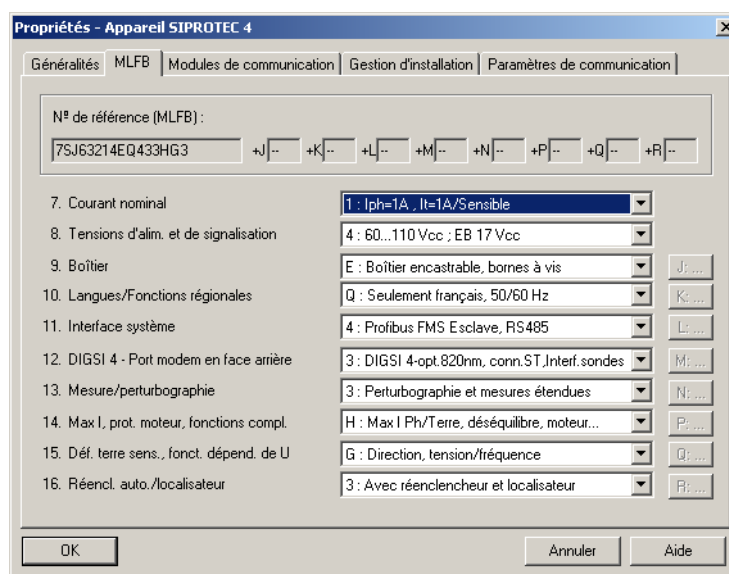 Propriétés - Appareil SIPROTEC 4
Généralités MLFB Modules de communication Gestion d'installation Paramètres de communication
Nº de référence (MLFB) :
7SJ63214EQ433HG3 +J -- +K -- +L -- +M -- +N -- +P -- +Q -- +R --
7. Courant nominal 1 : Iph=1A , It=1A/Sensible
8. Tensions d'alim. et de signalisation 4 : 60...110 Vcc ; EB 17 Vcc
9. Boîtier E : Boîtier encastrable, bornes à vis J: ...
10. Langues/Fonctions régionales Q : Seulement français, 50/60 Hz K: ...
11. Interface système 4 : Profibus FMS Esclave, RS485 L: ...
12. DIGSI 4 - Port modem en face arrière 3 : DIGSI 4-opt.820nm, conn.ST,Interf.sondes M: ...
13. Mesure/perturbographie 3 : Perturbographie et mesures étendues N: ...
14. Max I, prot. moteur, fonctions compl. H : Max I Ph/Terre, déséquilibre, moteur... P: ...
15. Déf. terre sens., fonct. dépend. de U G : Direction, tension/fréquence Q: ...
16. Réencl. auto./localisateur 3 : Avec réenclencheur et localisateur R: ...
OK Annuler Aide